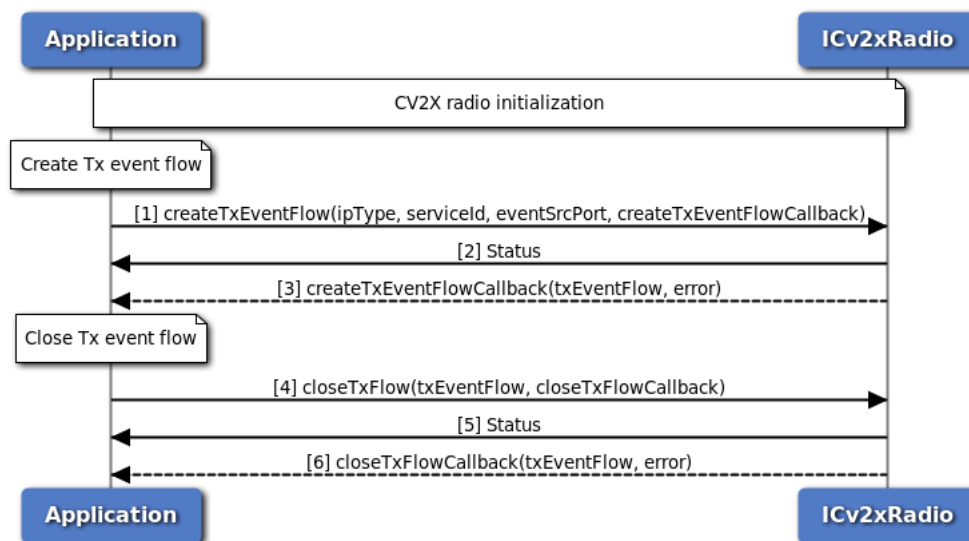 Application
ICv2xRadio
CV2X radio initialization
Create Tx event flow
[1] createTxEventFlow(ipType, serviceId, eventSrcPort, createTxEventFlowCallback)
[2] Status
[3] createTxEventFlowCallback(txEventFlow, error)
Close Tx event flow
[4] closeTxFlow(txEventFlow, closeTxFlowCallback)
[5] Status
[6] closeTxFlowCallback(txEventFlow, error)
Application
ICv2xRadio